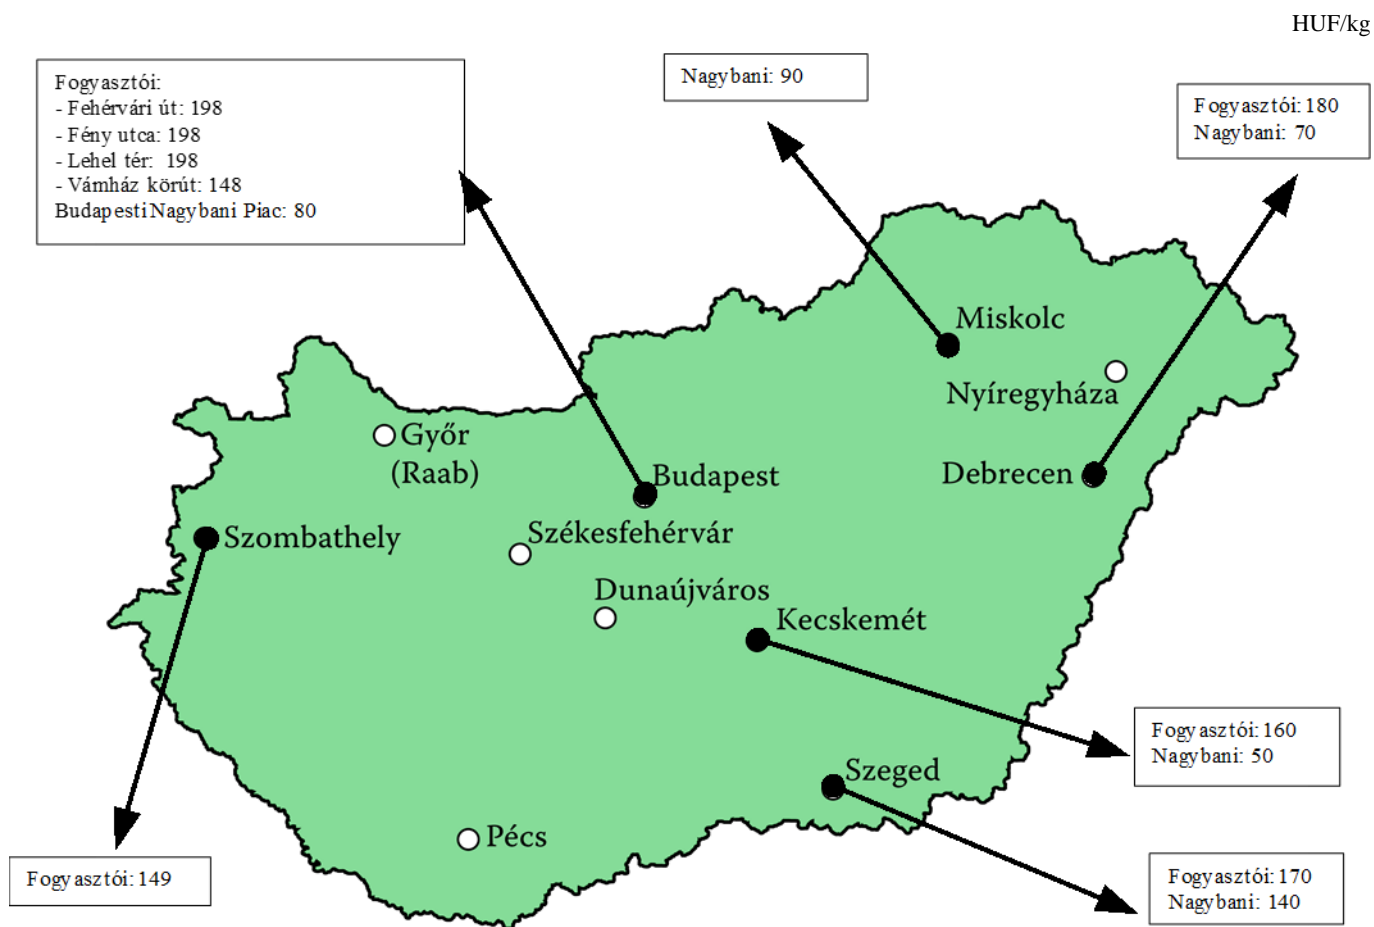 HUF/kg
Fogyasztói:
- Fehérvári út: 198
- Fény utca: 198
- Lehel tér: 198
- Vámház körút: 148
Budapesti Nagybani Piac: 80
Nagybani: 90
Fogyasztói: 180
Nagybani: 70
Miskolc
Nyíregyháza
Győr
(Raab)
Budapest
Debrecen
Szombathely
Székesfehérvár
Dunaújváros
Kecskemét
Fogyasztói: 160
Nagybani: 50
Szeged
Pécs
Fogyasztói: 149
Fogyasztói: 170
Nagybani: 140